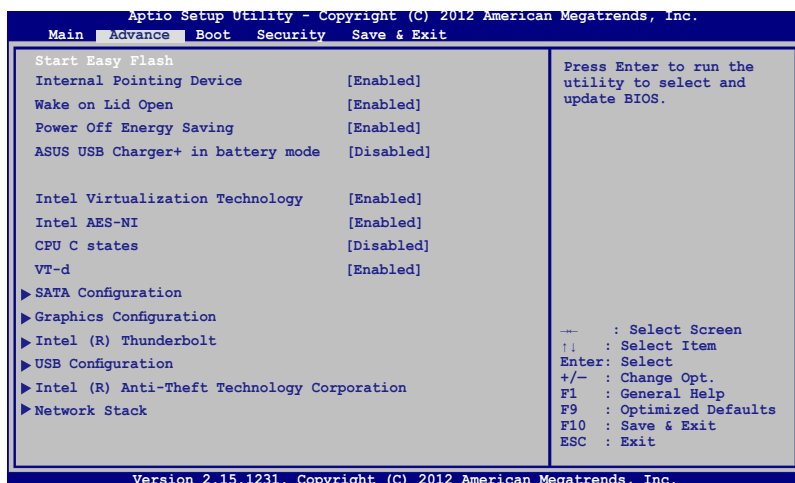 Aptio Setup Utility - Copyright (C) 2012 American Megatrends, Inc.
Main Advance Boot Security Save & Exit
Start Easy Flash
Internal Pointing Device [Enabled]
Wake on Lid Open [Enabled]
Power Off Energy Saving [Enabled]
ASUS USB Charger+ in battery mode [Disabled]
Intel Virtualization Technology [Enabled]
Intel AES-NI [Enabled]
CPU C states [Disabled]
VT-d [Enabled]
SATA Configuration
Graphics Configuration
Intel (R) Thunderbolt
USB Configuration
Intel (R) Anti-Theft Technology Corporation
Network Stack
Press Enter to run the
utility to select and
update BIOS.
→← : Select Screen
↑↓ : Select Item
Enter: Select
+/— : Change Opt.
F1 : General Help
F9 : Optimized Defaults
F10 : Save & Exit
ESC : Exit
Version 2.15.1231. Copyright (C) 2012 American Megatrends, Inc.